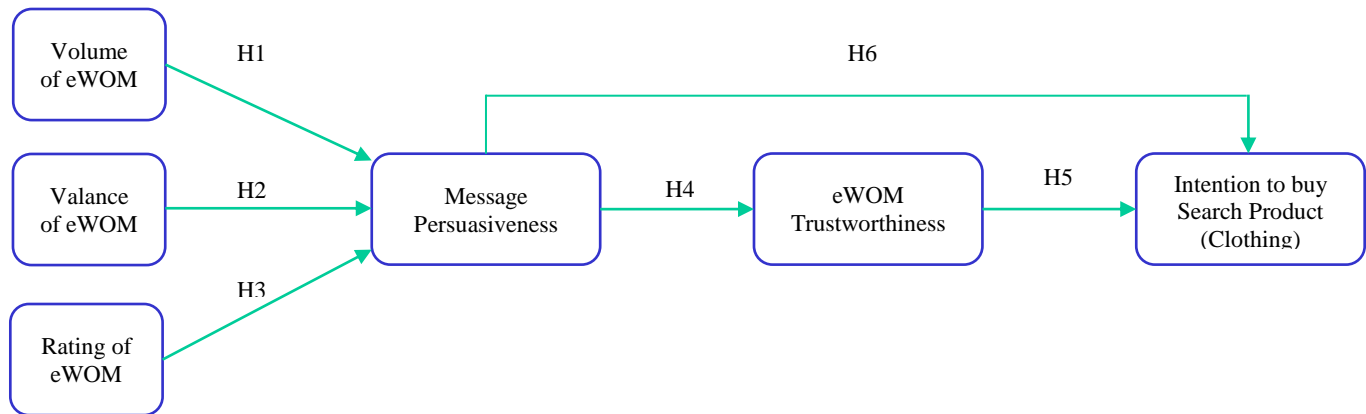 Volume
of eWOM
H1
H6
Valance
of eWOM
H2
Message
Persuasiveness
H4
eWOM
Trustworthiness
H5
Intention to buy
Search Product
(Clothing)
H3
Rating of
eWOM